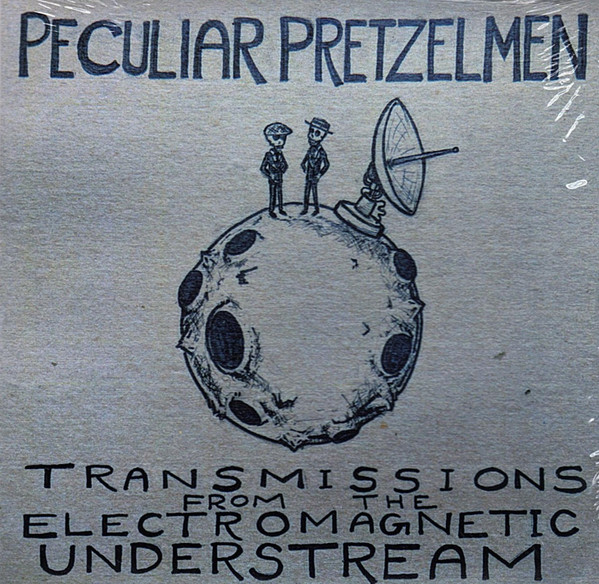 PECULIAR PRETZELMEN
TRANSMISSIONS
FROM THE
ELECTROMAGNETIC
UNDERSTREAM